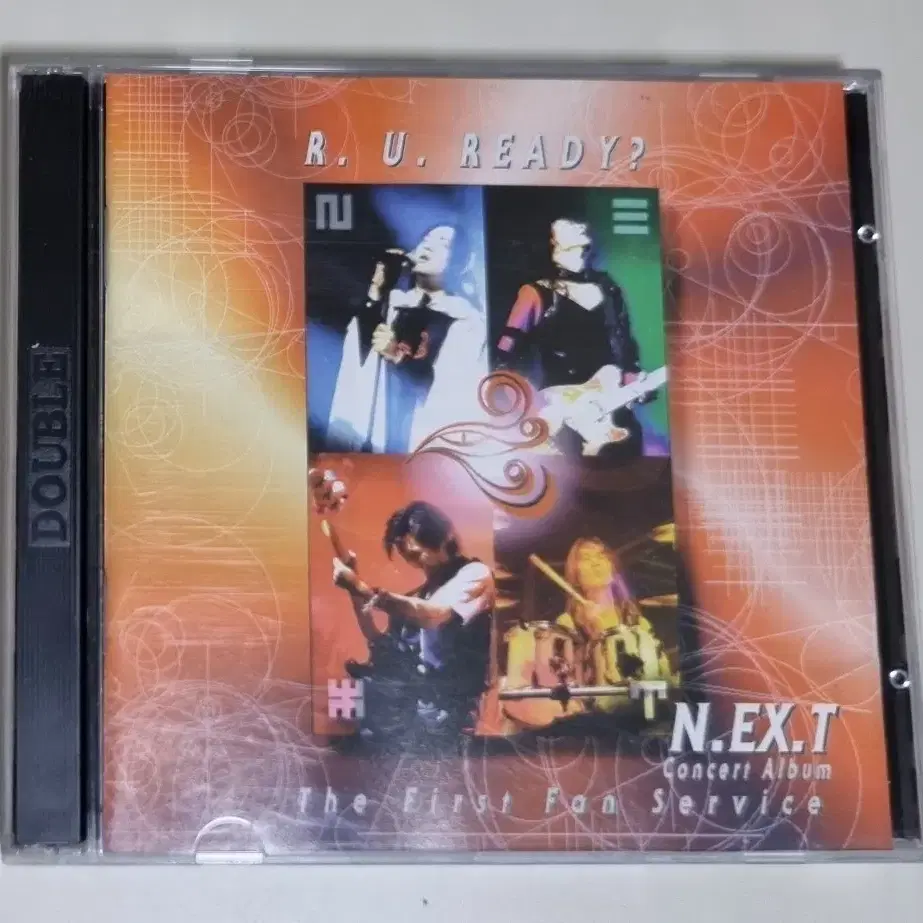 DOUBLE
R. U. READY?
N.EX.T
Concert Album
The First Fan Service